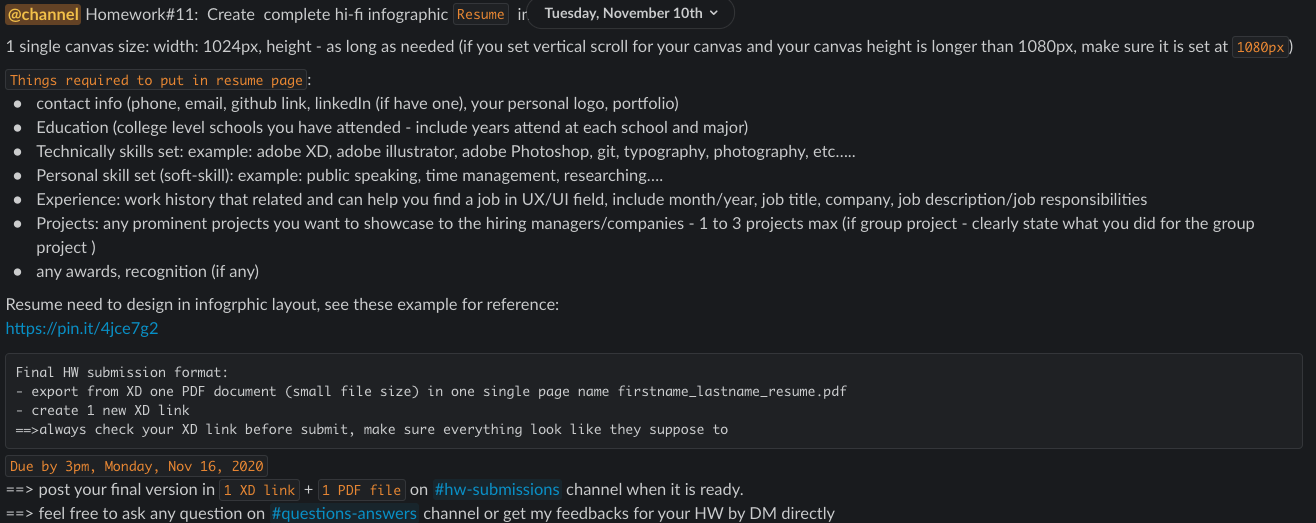 @channel Homework#11: Create complete hi-fi infographic Resume in
Tuesday, November 10th
1 single canvas size: width: 1024px, height - as long as needed (if you set vertical scroll for your canvas and your canvas height is longer than 1080px, make sure it is set at 1080px)
Things required to put in resume page:
• contact info (phone, email, github link, linkedIn (if have one), your personal logo, portfolio)
• Education (college level schools you have attended - include years attend at each school and major)
• Technically skills set: example: adobe XD, adobe illustrator, adobe Photoshop, git, typography, photography, etc.....
• Personal skill set (soft-skill): example: public speaking, time management, researching....
• Experience: work history that related and can help you find a job in UX/UI field, include month/year, job title, company, job description/job responsibilities
• Projects: any prominent projects you want to showcase to the hiring managers/companies - 1 to 3 projects max (if group project - clearly state what you did for the group
project )
• any awards, recognition (if any)
Resume need to design in infogrphic layout, see these example for reference:
https://pin.it/4jce7g2
Final HW submission format:
- export from XD one PDF document (small file size) in one single page name firstname_lastname_resume.pdf
- create 1 new XD link
==>always check your XD link before submit, make sure everything look like they suppose to
Due by 3pm, Monday, Nov 16, 2020
==> post your final version in 1 XD link + 1 PDF file on #hw-submissions channel when it is ready.
==> feel free to ask any question on #questions-answers channel or get my feedbacks for your HW by DM directly